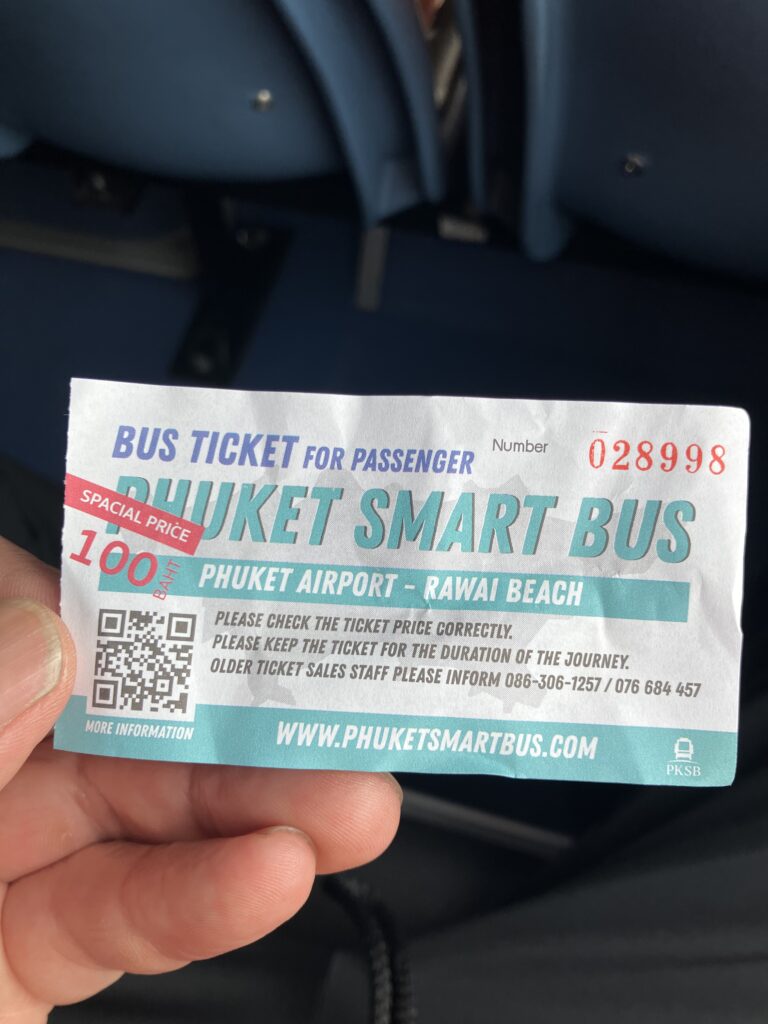 BUS TICKET FOR PASSENGER Number 028998
PHUKET SMART BUS
SPACIAL PRICE
100 BAHT
PHUKET AIRPORT - RAWAI BEACH
PLEASE CHECK THE TICKET PRICE CORRECTLY.
PLEASE KEEP THE TICKET FOR THE DURATION OF THE JOURNEY.
OLDER TICKET SALES STAFF PLEASE INFORM 086-306-1257 / 076 684 457
MORE INFORMATION
WWW.PHUKETSMARTBUS.COM
PKSB